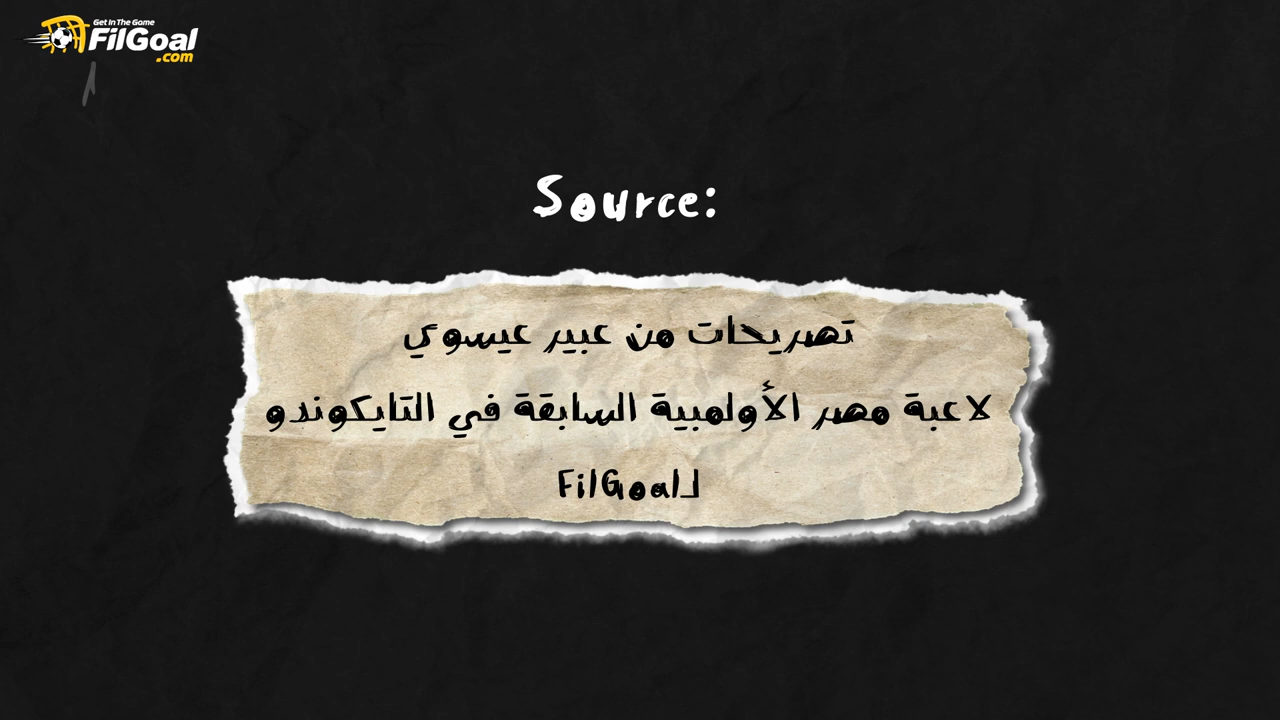 Get In The Game
FilGoal
.com
Source:
تصريحات من عبير عيسوي
لاعبة مصر الأولمبية السابقة في التايكوندو
لـFilGoal